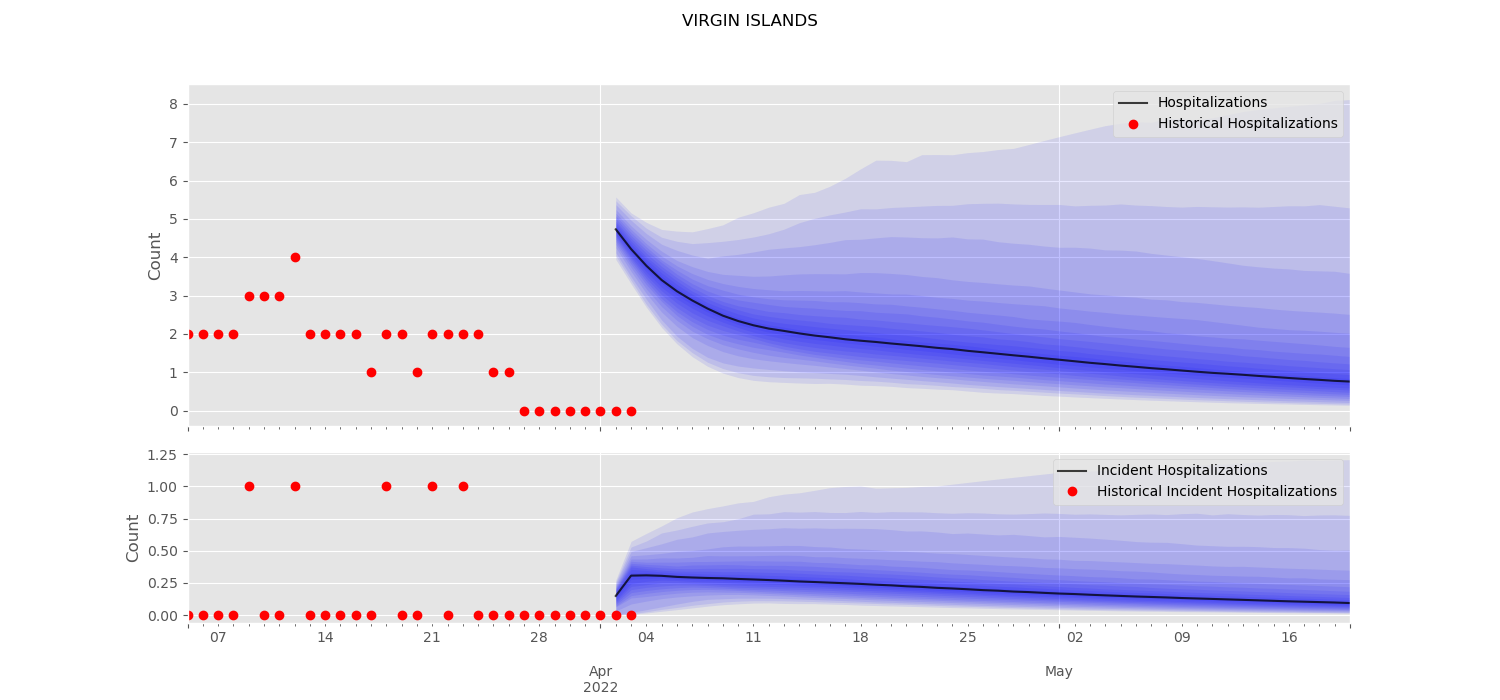 VIRGIN ISLANDS
Count
8
7
6
5
4
3
2
1
0
Hospitalizations
Historical Hospitalizations
Count
1.25
1.00
0.75
0.50
0.25
0.00
Incident Hospitalizations
Historical Incident Hospitalizations
07 14 21 28 04 11 18 25 02 09 16
Apr May
2022